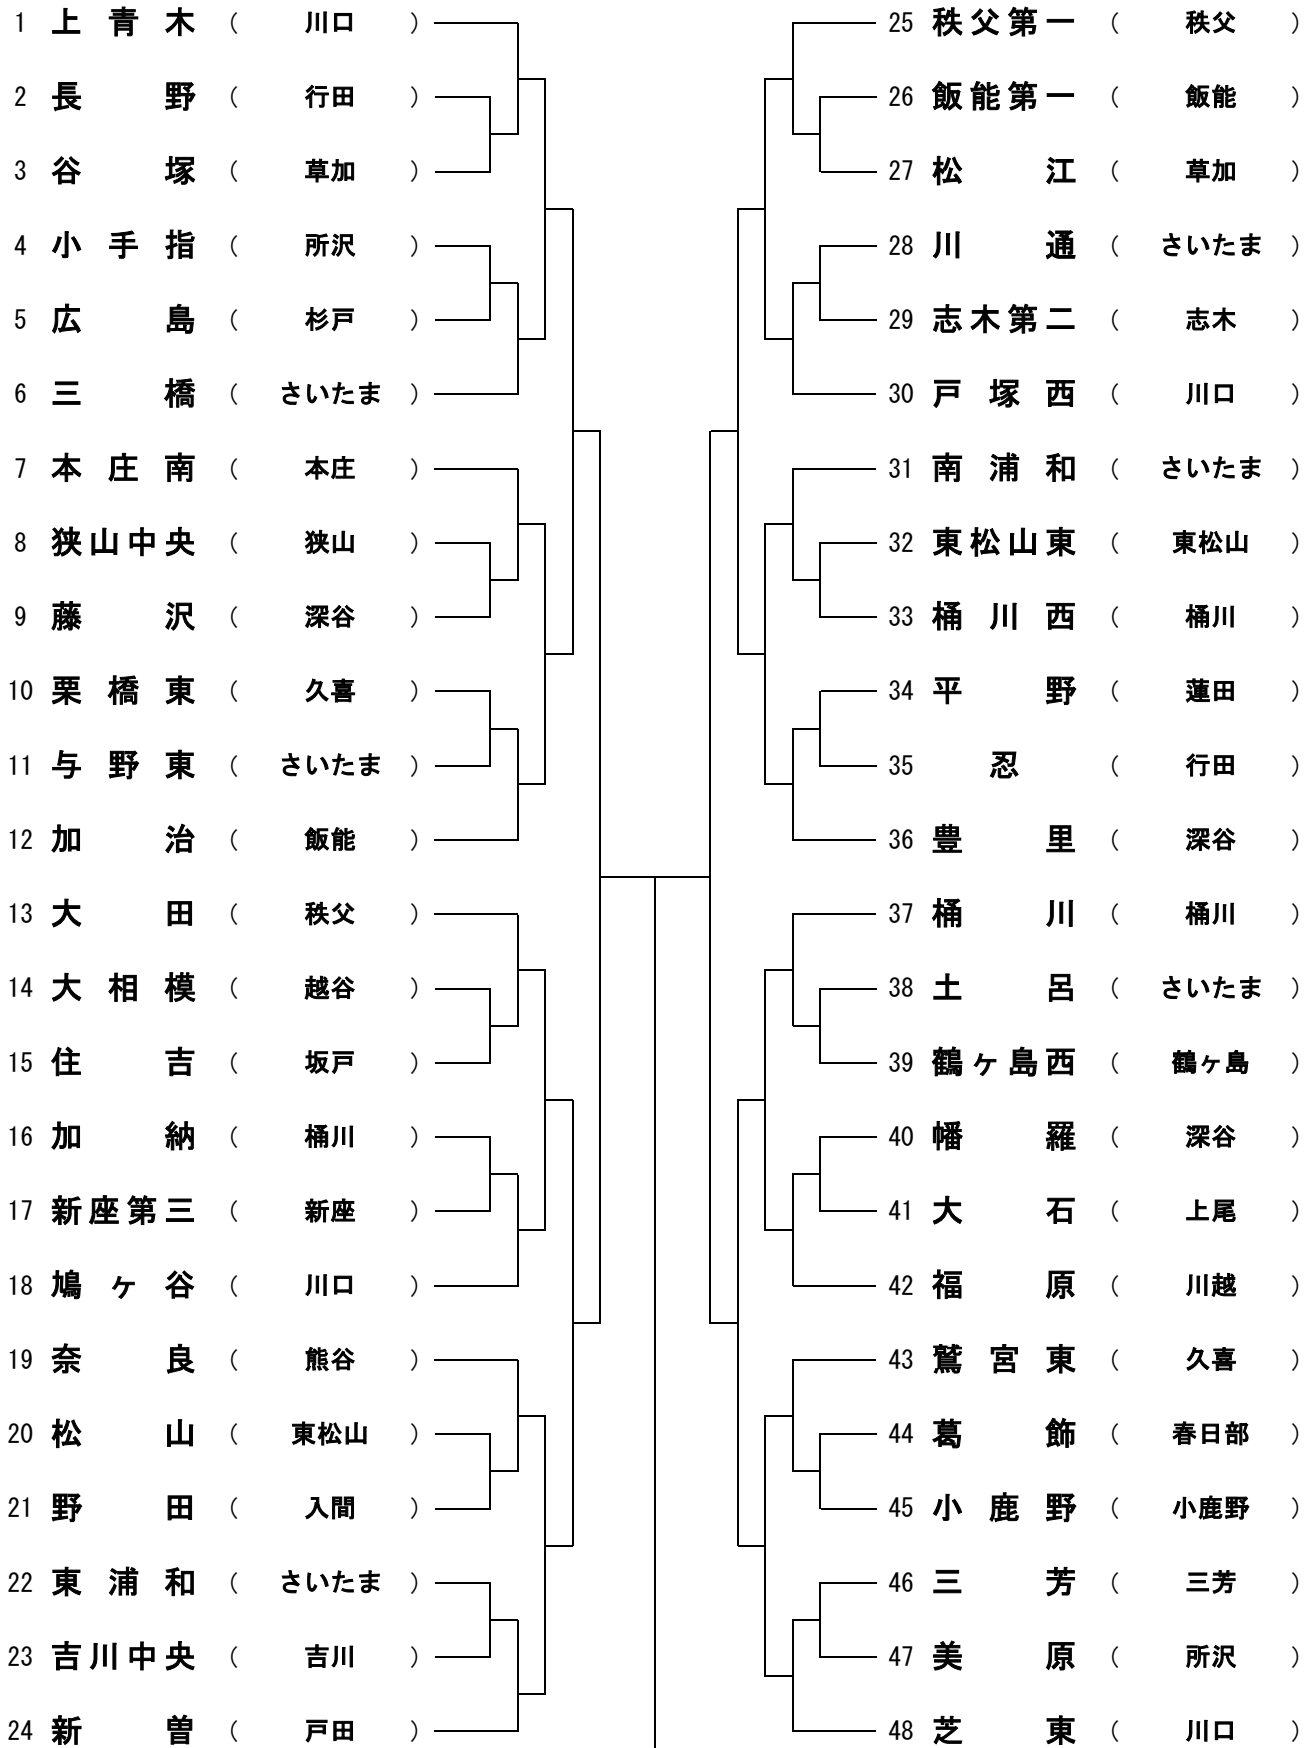 1 上青木 ( 川口 )
2 長野 ( 行田 )
3 谷塚 ( 草加 )
4 小手指 ( 所沢 )
5 広島 ( 杉戸 )
6 三橋 ( さいたま )
7 本庄南 ( 本庄 )
8 狭山中央 ( 狭山 )
9 藤沢 ( 深谷 )
10 栗橋東 ( 久喜 )
11 与野東 ( さいたま )
12 加治 ( 飯能 )
13 大田 ( 秩父 )
14 大相模 ( 越谷 )
15 住吉 ( 坂戸 )
16 加納 ( 桶川 )
17 新座第三 ( 新座 )
18 鳩ヶ谷 ( 川口 )
19 奈良 ( 熊谷 )
20 松山 ( 東松山 )
21 野田 ( 入間 )
22 東浦和 ( さいたま )
23 吉川中央 ( 吉川 )
24 新曽 ( 戸田 )
25 秩父第一 ( 秩父 )
26 飯能第一 ( 飯能 )
27 松江 ( 草加 )
28 川通 ( さいたま )
29 志木第二 ( 志木 )
30 戸塚西 ( 川口 )
31 南浦和 ( さいたま )
32 東松山東 ( 東松山 )
33 桶川西 ( 桶川 )
34 平野 ( 蓮田 )
35 忍 ( 行田 )
36 豊里 ( 深谷 )
37 桶川 ( 桶川 )
38 土呂 ( さいたま )
39 鶴ヶ島西 ( 鶴ヶ島 )
40 幡羅 ( 深谷 )
41 大石 ( 上尾 )
42 福原 ( 川越 )
43 鷲宮東 ( 久喜 )
44 葛飾 ( 春日部 )
45 小鹿野 ( 小鹿野 )
46 三芳 ( 三芳 )
47 美原 ( 所沢 )
48 芝東 ( 川口 )